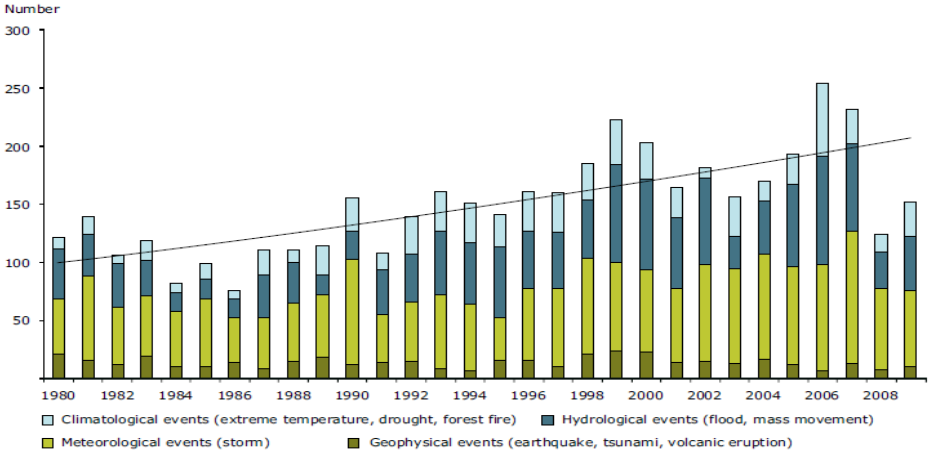 Number
300
250
200
150
100
50
1980 1982 1984 1986 1988 1990 1992 1994 1996 1998 2000 2002 2004 2006 2008
Climatological events (extreme temperature, drought, forest fire) Hydrological events (flood, mass movement)
Meteorological events (storm) Geophysical events (earthquake, tsunami, volcanic eruption)